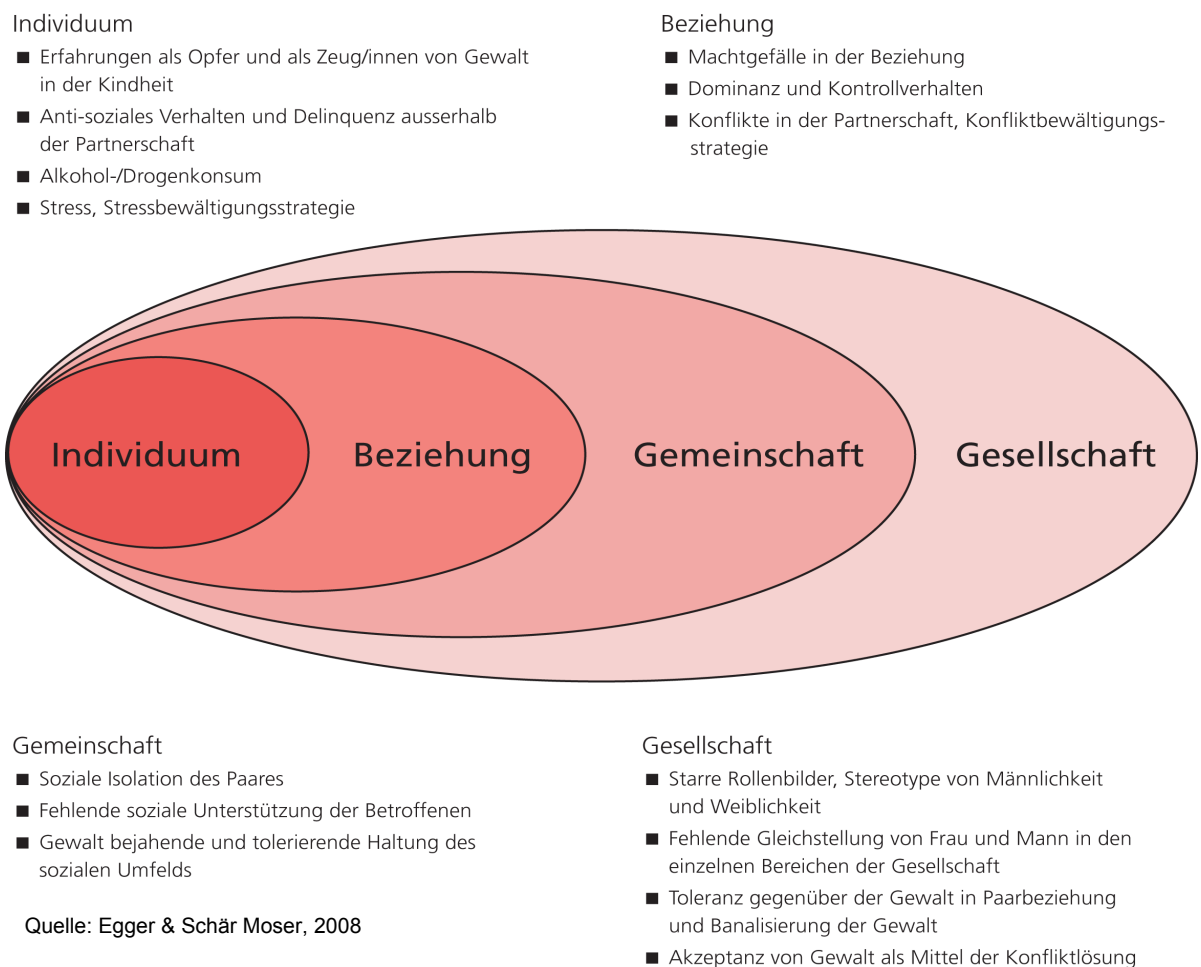 Individuum
■ Erfahrungen als Opfer und als Zeug/innen von Gewalt
in der Kindheit
■ Anti-soziales Verhalten und Delinquenz ausserhalb
der Partnerschaft
■ Alkohol-/Drogenkonsum
■ Stress, Stressbewältigungsstrategie
Beziehung
■ Machtgefälle in der Beziehung
■ Dominanz und Kontrollverhalten
■ Konflikte in der Partnerschaft, Konfliktbewältigungs-
strategie
Individuum
Beziehung
Gemeinschaft
Gesellschaft
Gemeinschaft
■ Soziale Isolation des Paares
■ Fehlende soziale Unterstützung der Betroffenen
■ Gewalt bejahende und tolerierende Haltung des
sozialen Umfelds
Quelle: Egger & Schär Moser, 2008
Gesellschaft
■ Starre Rollenbilder, Stereotype von Männlichkeit
und Weiblichkeit
■ Fehlende Gleichstellung von Frau und Mann in den
einzelnen Bereichen der Gesellschaft
■ Toleranz gegenüber der Gewalt in Paarbeziehung
und Banalisierung der Gewalt
■ Akzeptanz von Gewalt als Mittel der Konfliktlösung